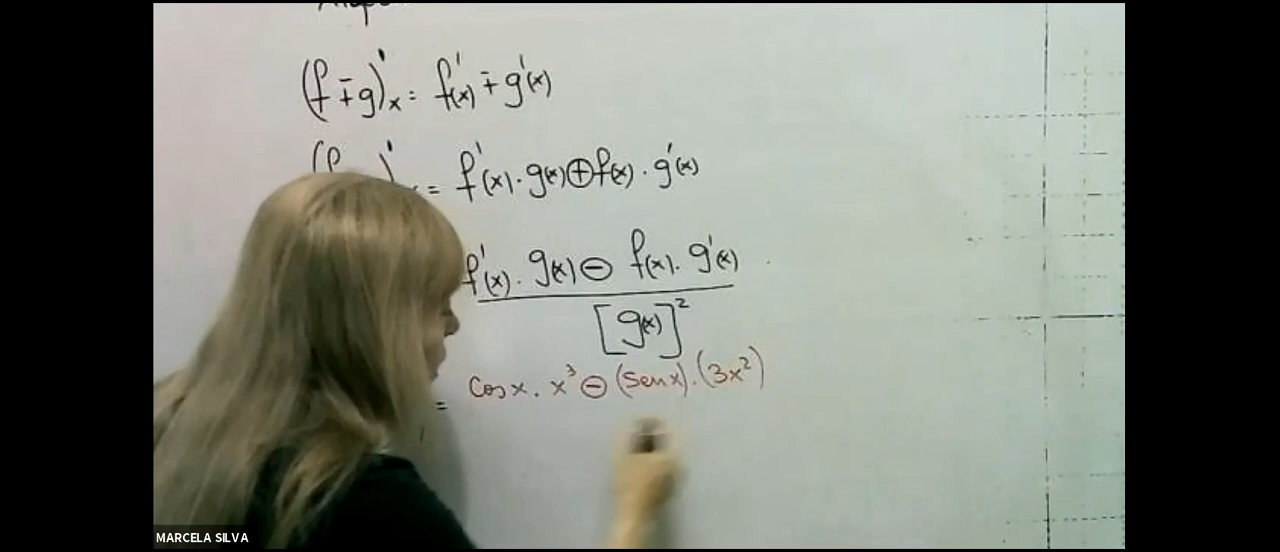 (f∓g)'x = f'(x) ∓ g'(x)
= f'(x) · g(x) ⊕ f(x) · g'(x)
f'(x) · g(x) ⊖ f(x) · g'(x)
[g(x)]²
= Cos x · x³ ⊖ (Sen x) · (3x²)
MARCELA SILVA